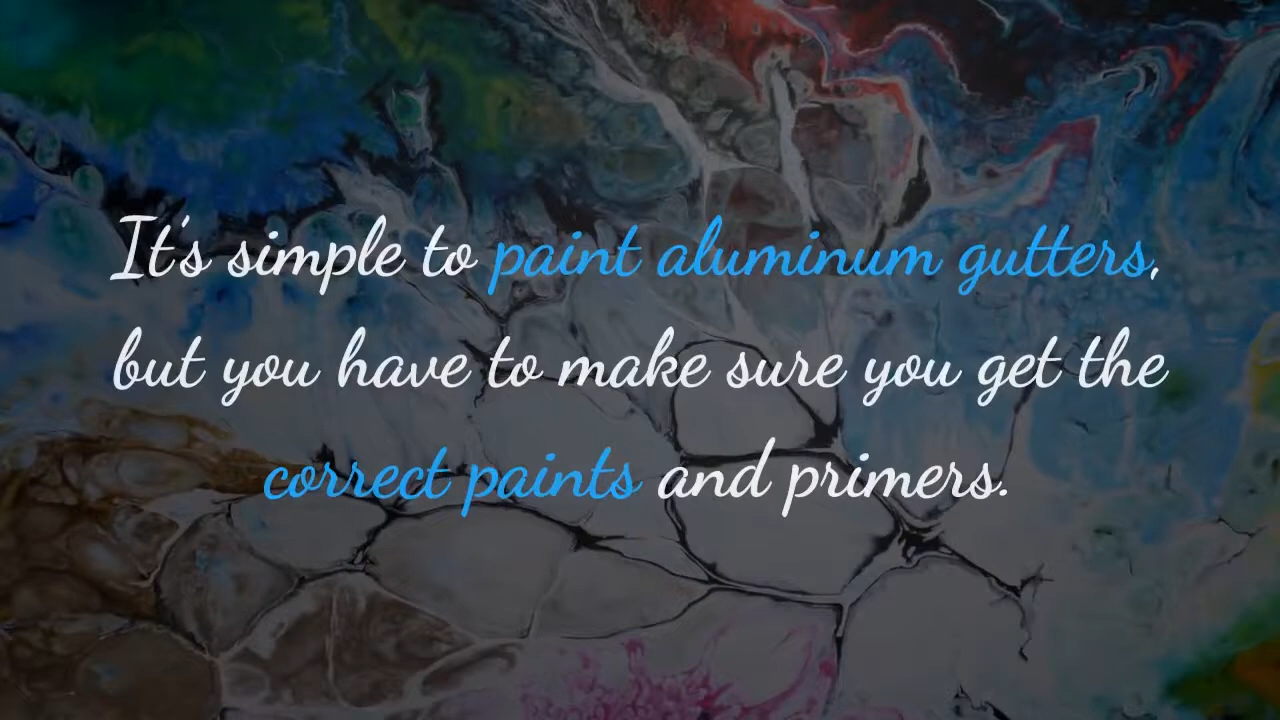 It's simple to paint aluminum gutters,
but you have to make sure you get the
correct paints and primers.